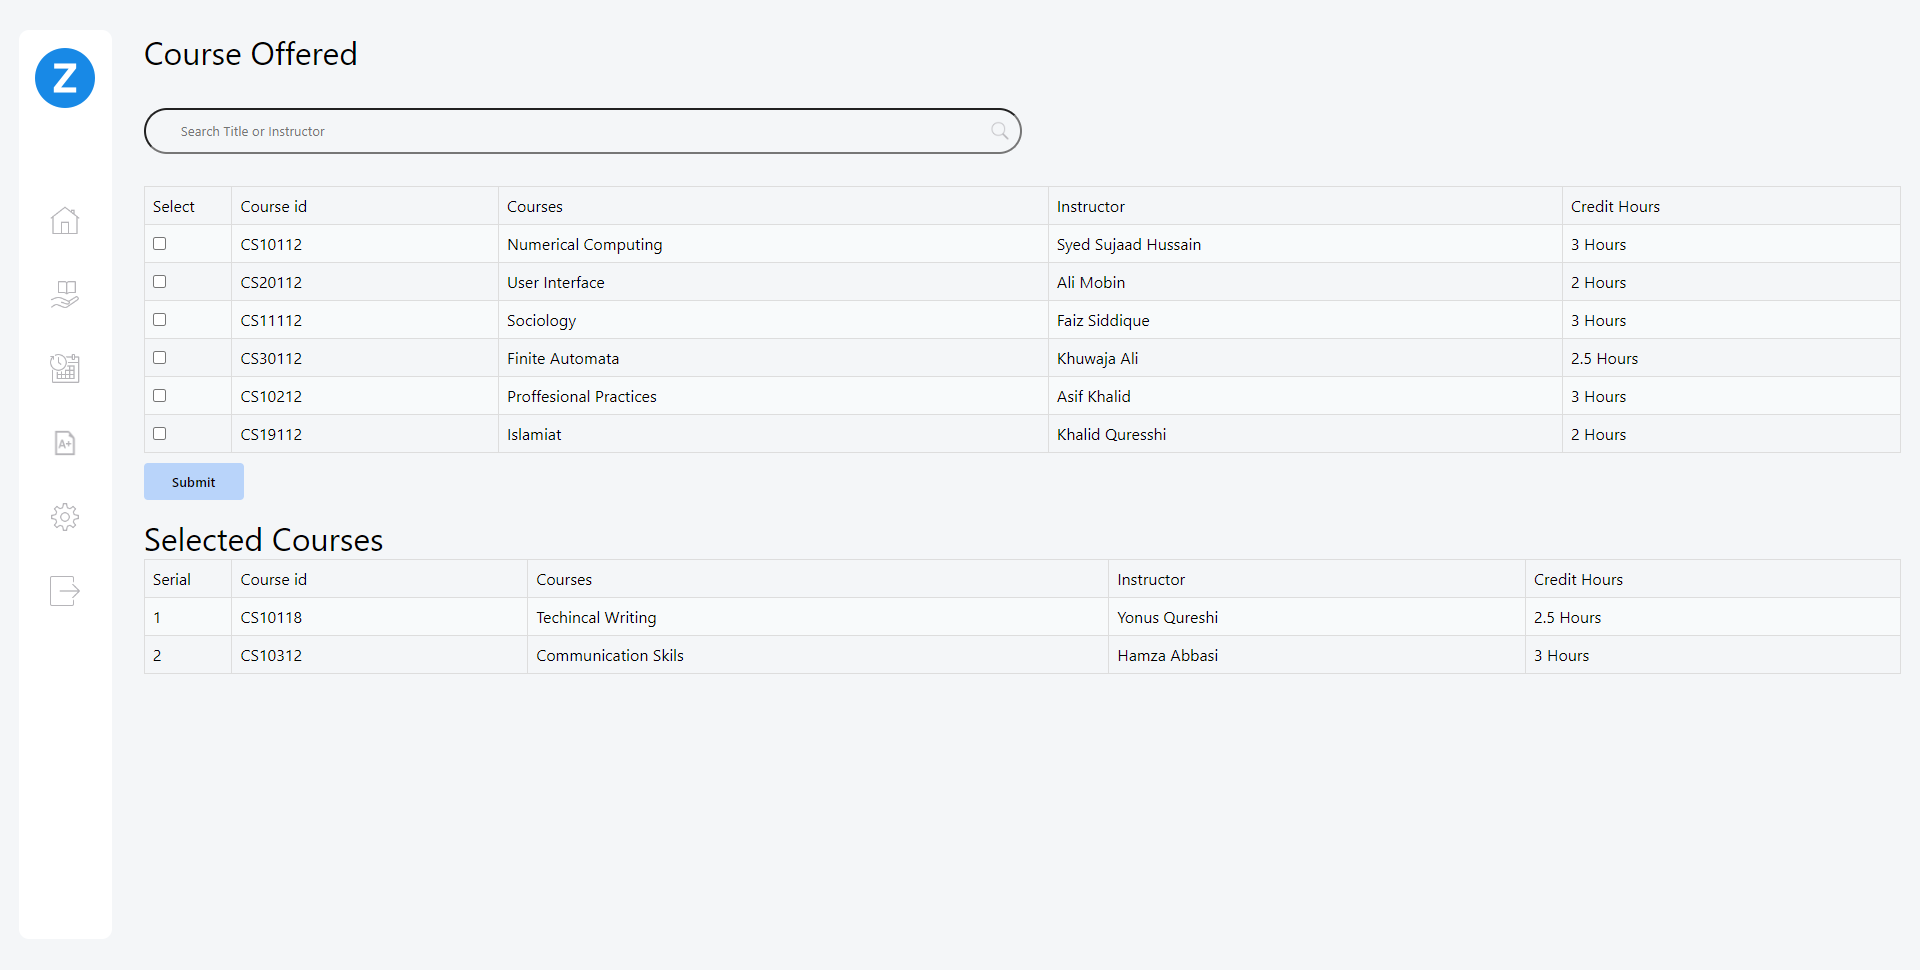 Z
Course Offered
Search Title or Instructor
Select Course id Courses Instructor Credit Hours
CS10112 Numerical Computing Syed Sujaad Hussain 3 Hours
CS20112 User Interface Ali Mobin 2 Hours
CS11112 Sociology Faiz Siddique 3 Hours
CS30112 Finite Automata Khuwaja Ali 2.5 Hours
CS10212 Proffesional Practices Asif Khalid 3 Hours
A+
CS19112 Islamiat Khalid Quresshi 2 Hours
Submit
Selected Courses
Serial Course id Courses Instructor Credit Hours
1 CS10118 Techincal Writing Yonus Qureshi 2.5 Hours
2 CS10312 Communication Skils Hamza Abbasi 3 Hours